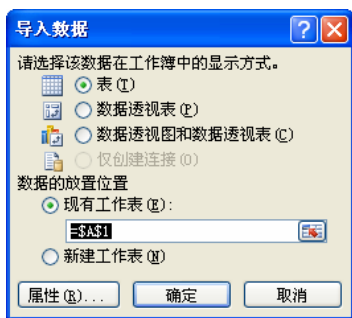 导入数据
请选择该数据在工作簿中的显示方式。
表(T)
数据透视表(P)
数据透视图和数据透视表(C)
仅创建连接(O)
数据的放置位置
现有工作表(E):
=$A$1
新建工作表(N)
属性(R)... 确定 取消